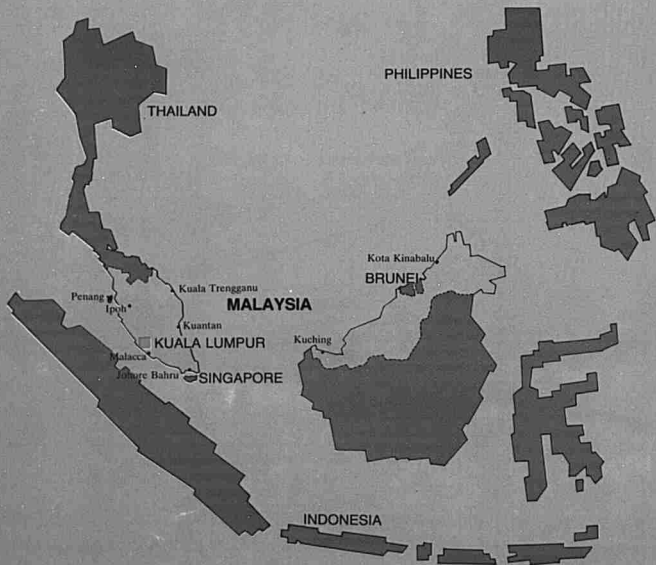 PHILIPPINES
THAILAND
Kota Kinabalu
BRUNEI
Kuala Trengganu
Penang
MALAYSIA
Ipoh
Kuantan
Kuching
KUALA LUMPUR
Malacca
Johore Bahru
SINGAPORE
INDONESIA